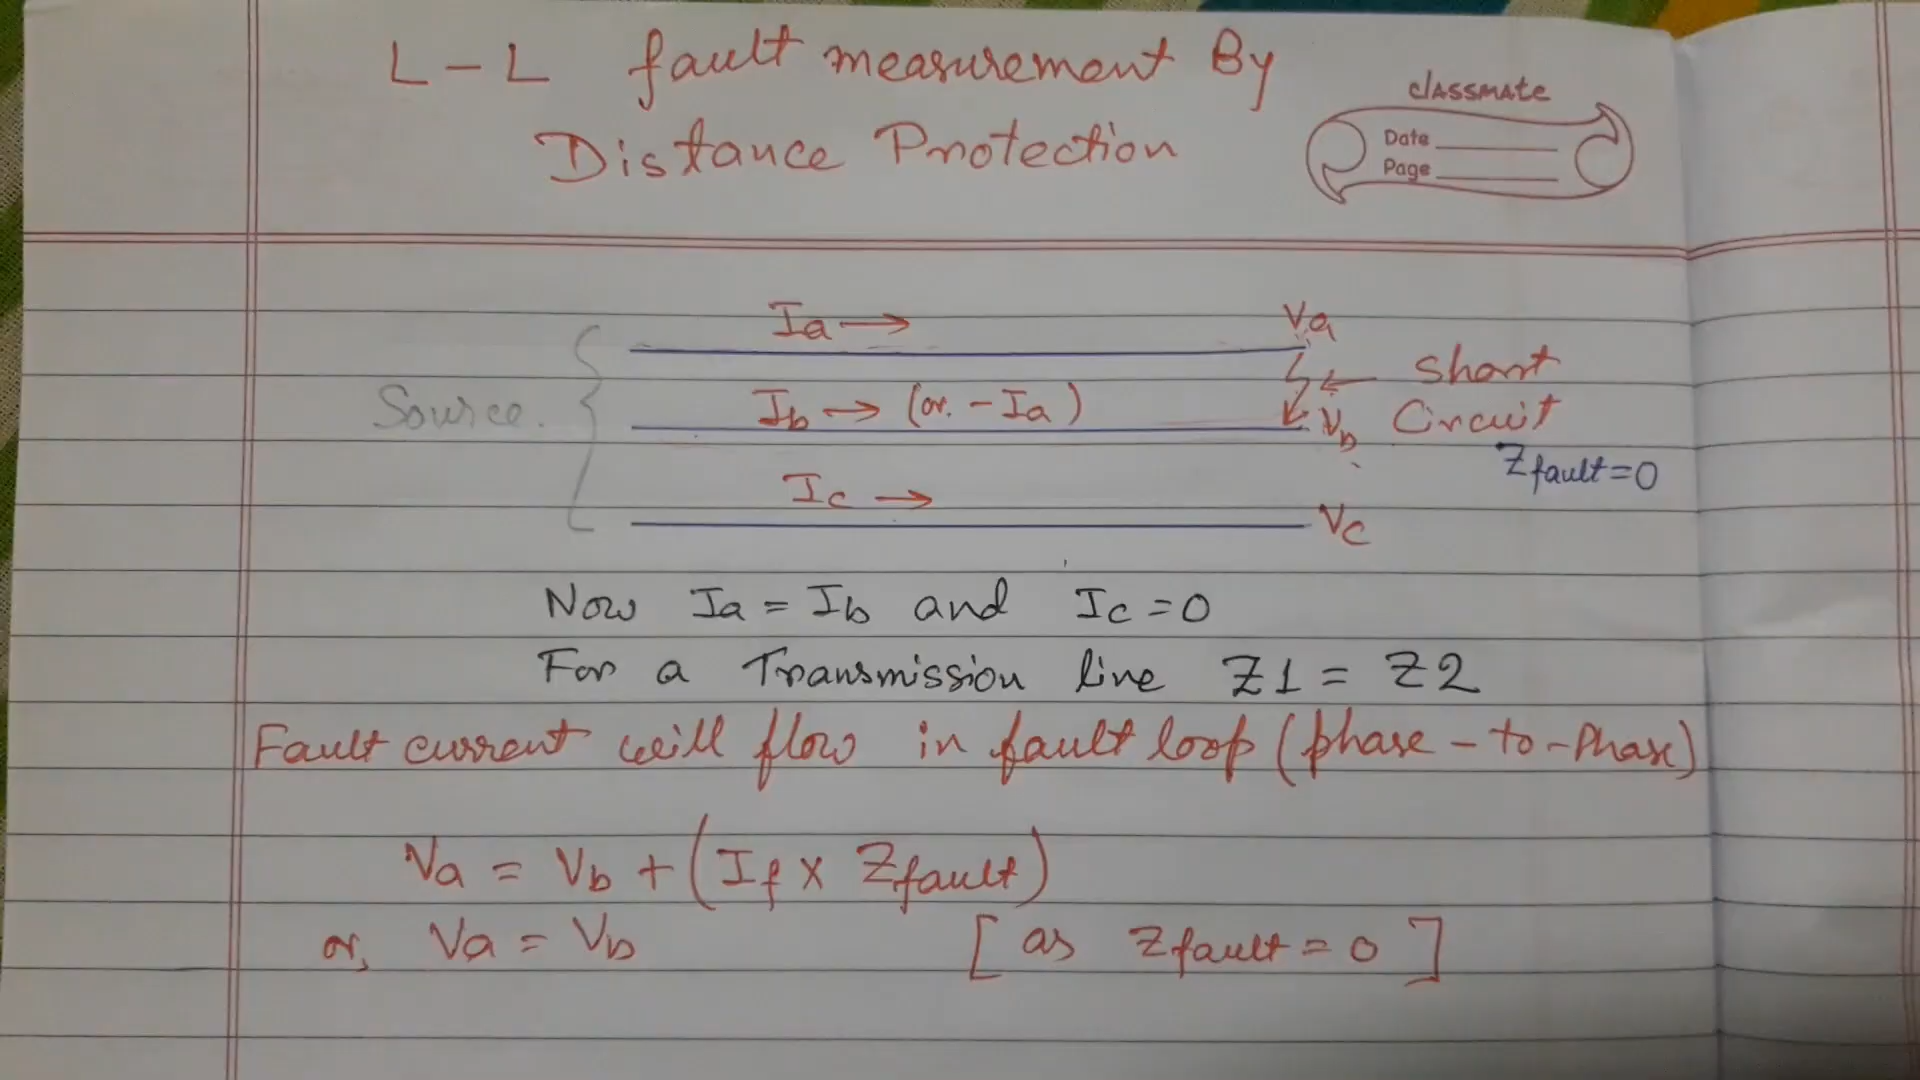 L-L fault measurement By
Distance Protection
classmate
Date
Page
Ia → Va
Short
Source. Ib → (or. -Ia) Vb Circuit
Zfault=0
Ic → Vc
Now Ia = Ib and Ic = 0
For a Transmission line Z1 = Z2
Fault current will flow in fault loop (phase-to-Phase)
Va = Vb + (If x Zfault)
or, Va = Vb [as Zfault = 0]